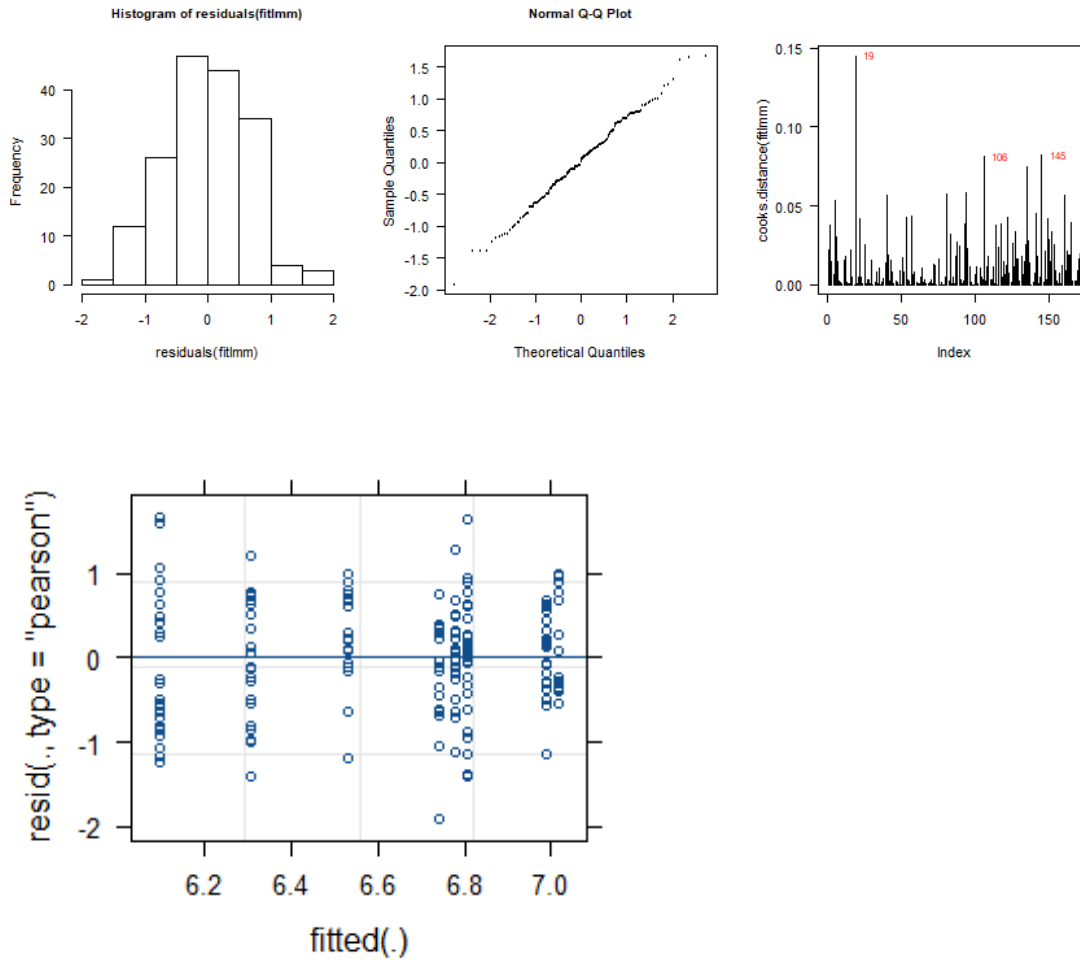 Histogram of residuals(fitlmm)
Frequency
40
30
20
10
0
-2 -1 0 1 2
residuals(fitlmm)
Normal Q-Q Plot
Sample Quantiles
1.5
1.0
0.5
0.0
-0.5
-1.0
-1.5
-2.0
-2 -1 0 1 2
Theoretical Quantiles
cooks.distance(fitlmm)
0.15
0.10
0.05
0.00
19
106
145
0 50 100 150
Index
resid(., type = "pearson")
1
0
-1
-2
6.2 6.4 6.6 6.8 7.0
fitted(.)